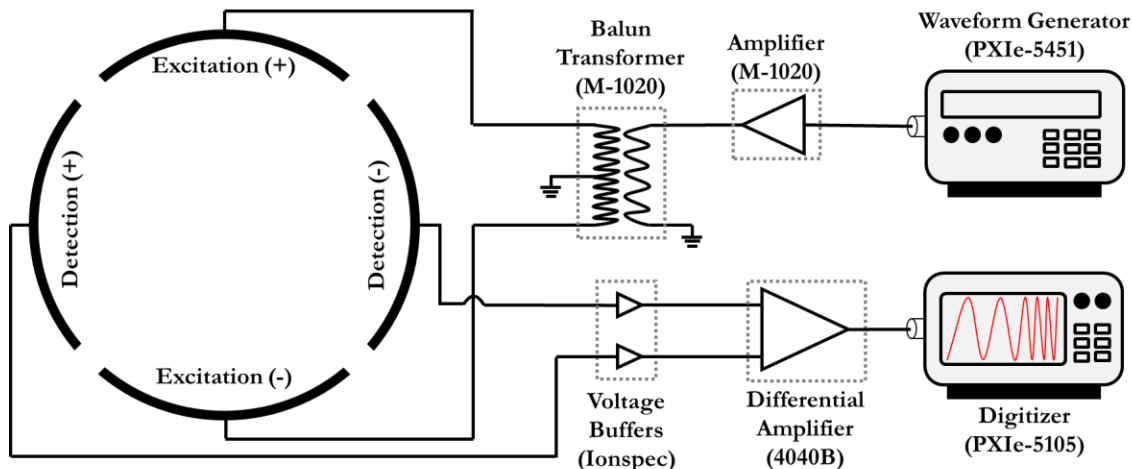 Waveform Generator
(PXIe-5451)
Balun
Transformer
(M-1020)
Amplifier
(M-1020)
Excitation (+)
Detection (+)
Detection (-)
Excitation (-)
Voltage
Buffers
(Ionspec)
Differential
Amplifier
(4040B)
Digitizer
(PXIe-5105)